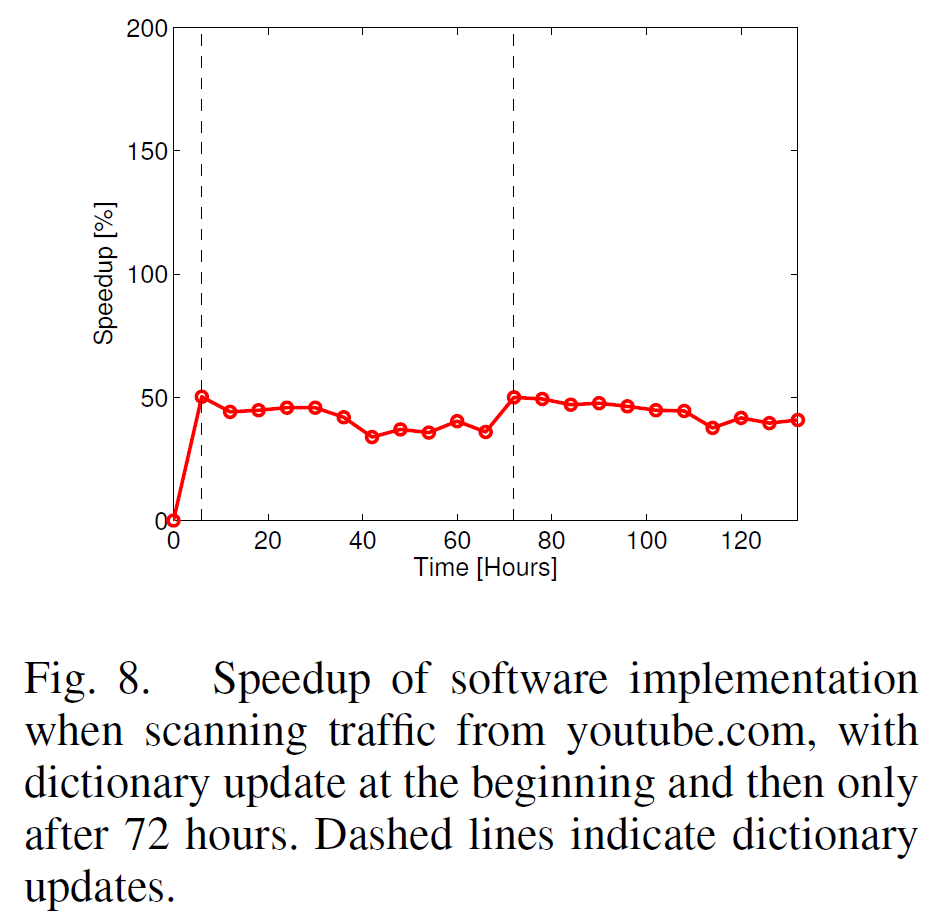 200
150
100
50
0
Speedup [%]
0 20 40 60 80 100 120
Time [Hours]
Fig. 8. Speedup of software implementation
when scanning traffic from youtube.com, with
dictionary update at the beginning and then only
after 72 hours. Dashed lines indicate dictionary
updates.